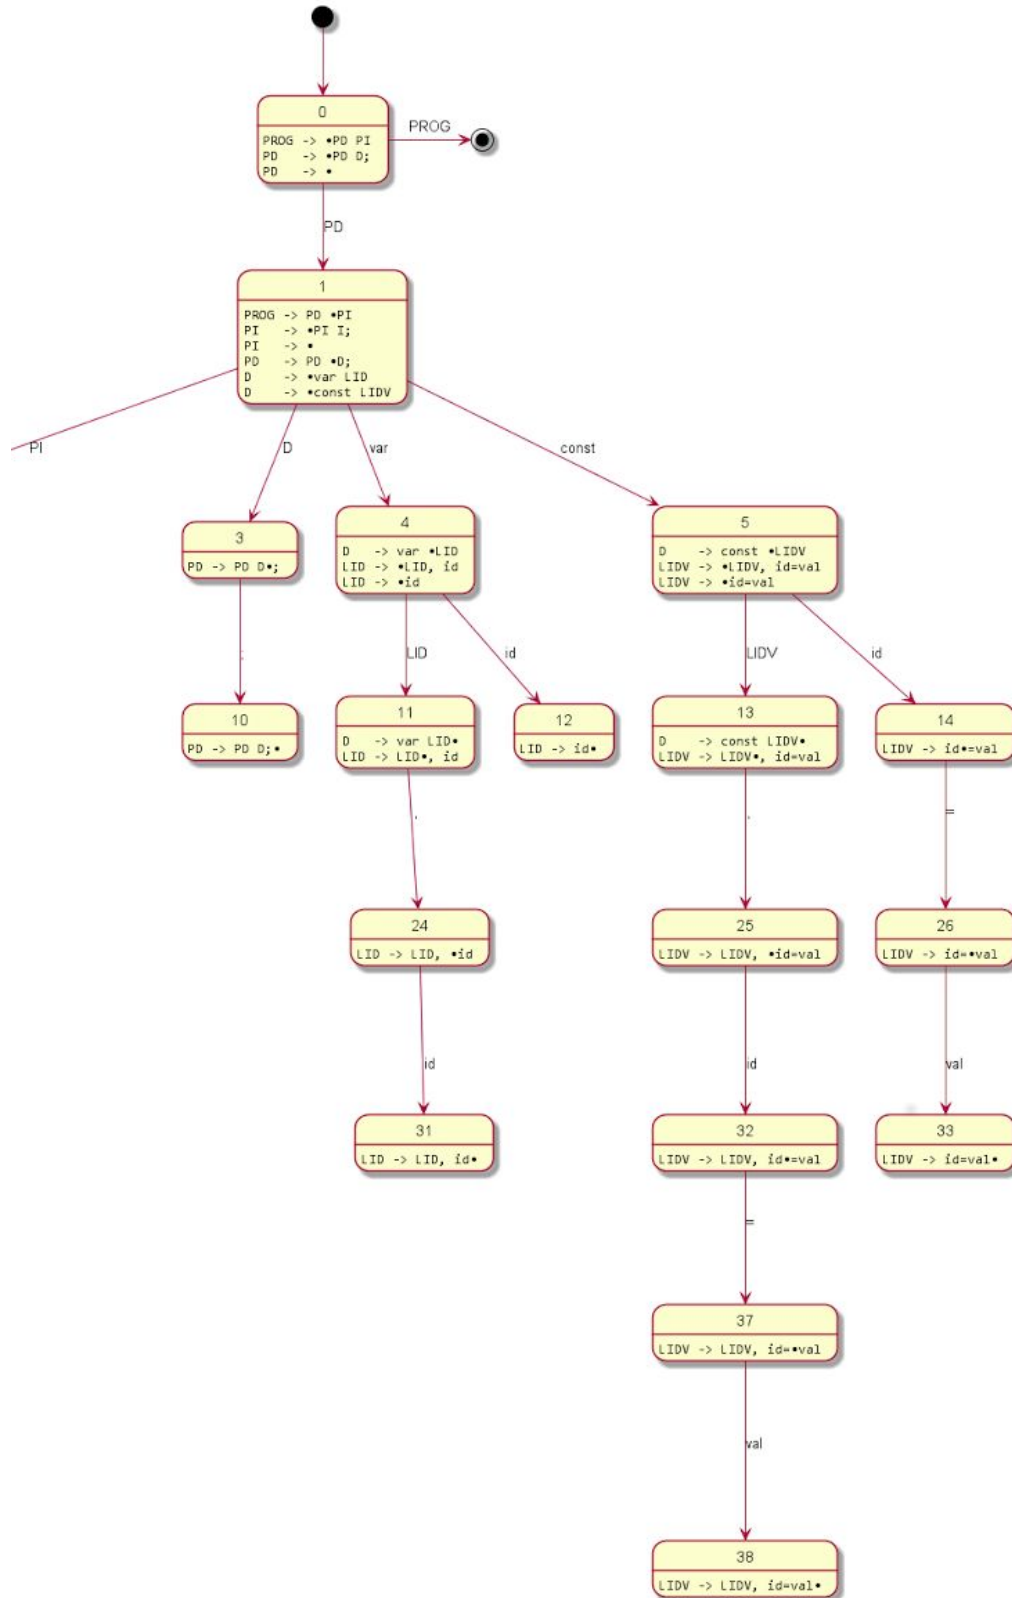 0
PROG -> •PD PI
PD -> •PD D;
PD -> •
PROG
PD
1
PROG -> PD •PI
PI -> •PI I;
PI -> •
PD -> PD •D;
D -> •var LID
D -> •const LIDV
PI
D
var
const
3
PD -> PD D•;
4
D -> var •LID
LID -> •LID, id
LID -> •id
5
D -> const •LIDV
LIDV -> •LIDV, id=val
LIDV -> •id=val
;
LID
id
LIDV
id
10
PD -> PD D;•
11
D -> var LID•
LID -> LID•, id
12
LID -> id•
13
D -> const LIDV•
LIDV -> LIDV•, id=val
14
LIDV -> id•=val
,
,
=
24
LID -> LID, •id
25
LIDV -> LIDV, •id=val
26
LIDV -> id=•val
id
id
val
31
LID -> LID, id•
32
LIDV -> LIDV, id•=val
33
LIDV -> id=val•
=
37
LIDV -> LIDV, id=•val
val
38
LIDV -> LIDV, id=val•